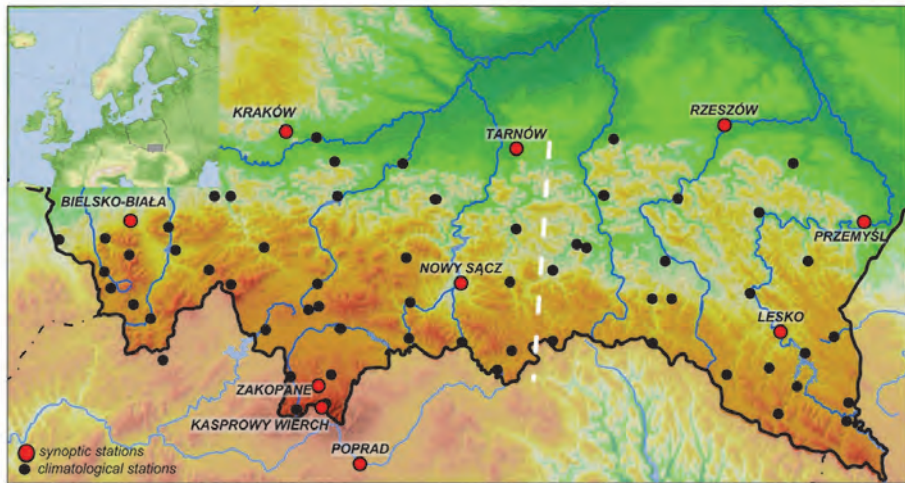 KRAKÓW
RZESZÓW
TARNÓW
BIELSKO-BIAŁA
PRZEMYŚL
NOWY SĄCZ
LESKO
ZAKOPANE
KASPROWY WIERCH
POPRAD
synoptic stations
climatological stations